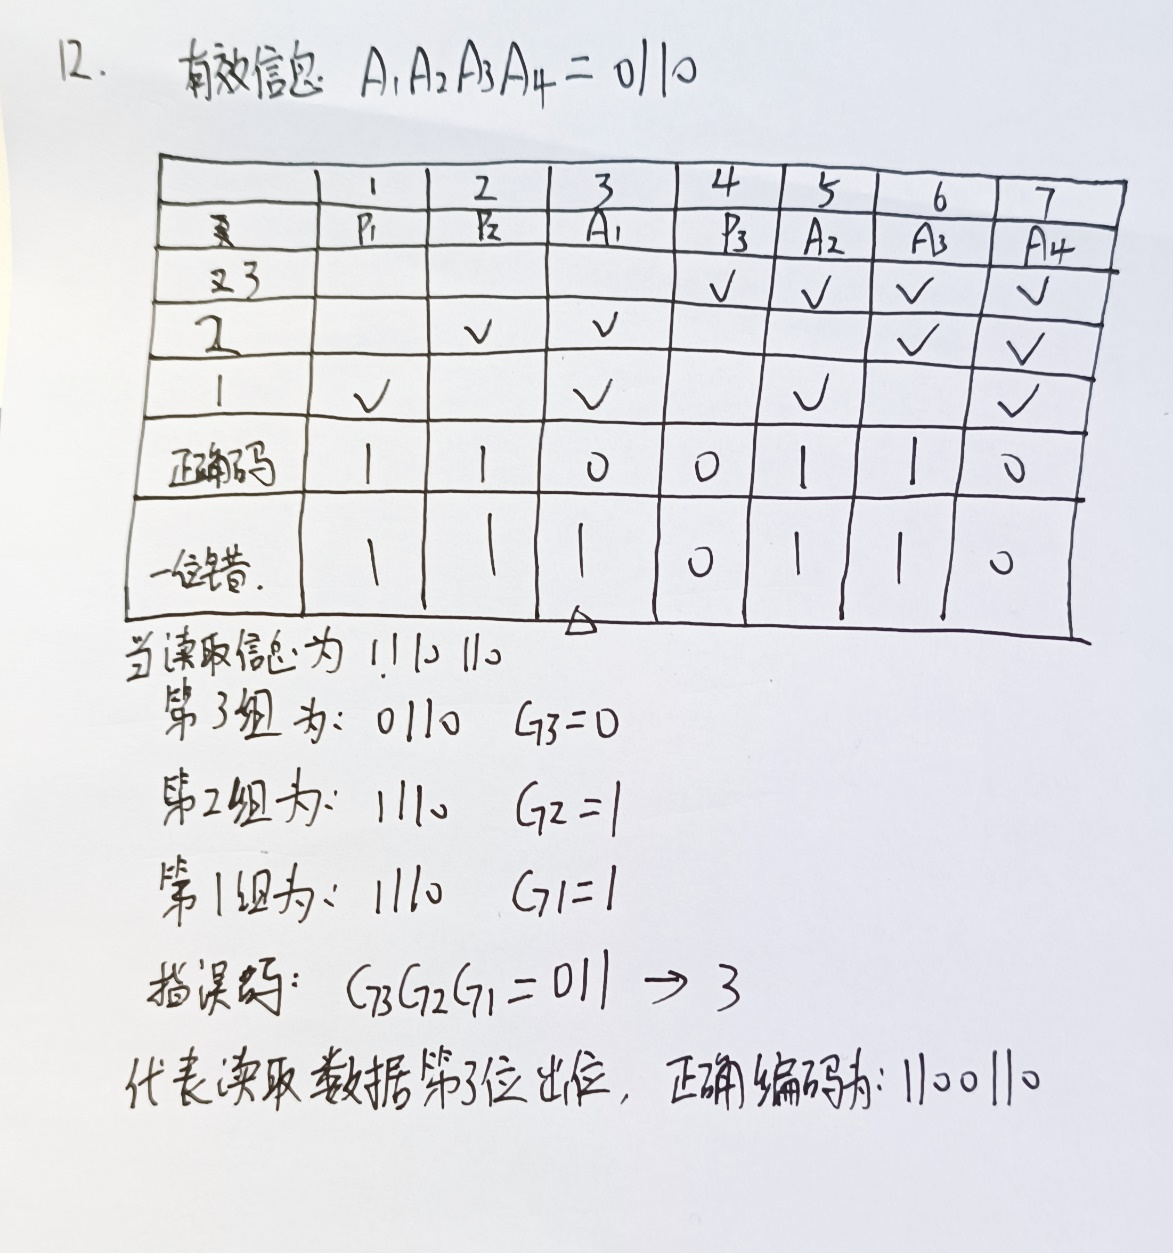 12. 有效信息 A₁A₂A₃A₄ = 0110
1 2 3 4 5 6 7
P₁ P₂ A₁ P₃ A₂ A₃ A₄
3 ✓ ✓ ✓ ✓
2 ✓ ✓ ✓ ✓
1 ✓ ✓ ✓ ✓
正确码 1 1 0 0 1 1 0
一位错. 1 1 1 0 1 1 0
△
当读取信息为 1110110
第3组为: 0110 G₃=0
第2组为: 1110 G₂=1
第1组为: 1110 G1=1
指误码: G₃G₂G₁ = 011 → 3
代表读取数据第3位出位, 正确编码为: 1100110